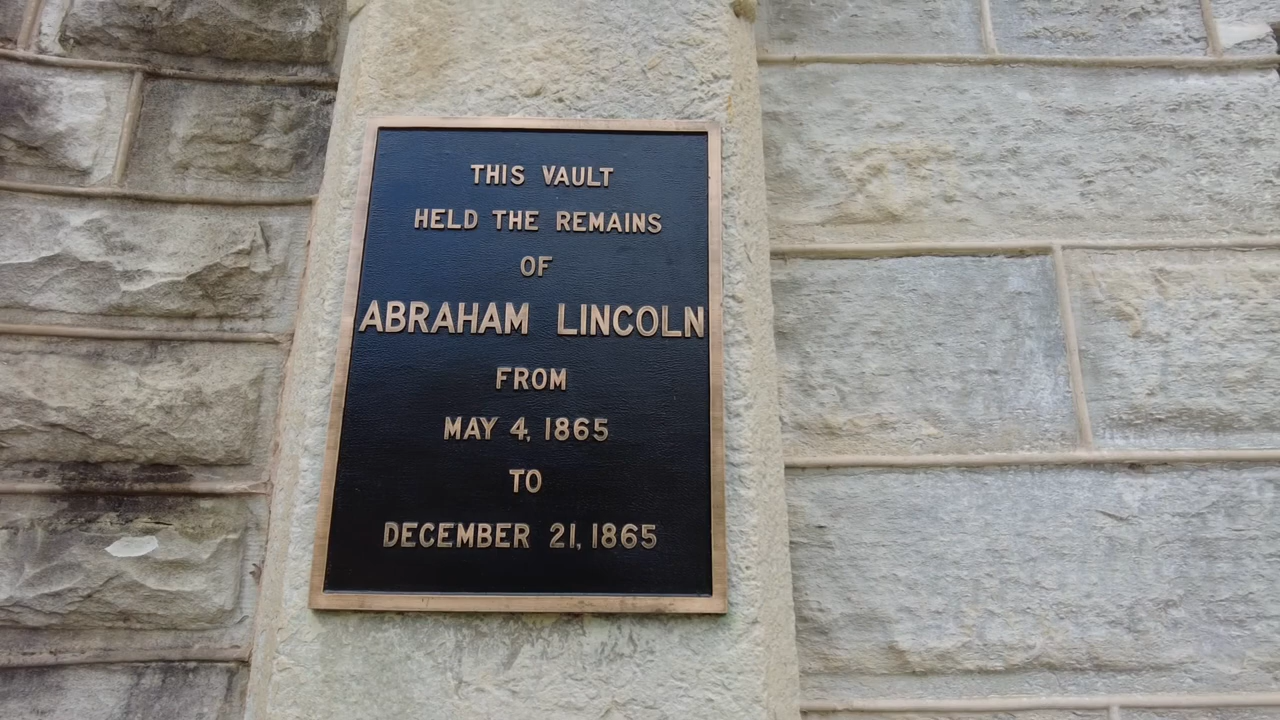 THIS VAULT
HELD THE REMAINS
OF
ABRAHAM LINCOLN
FROM
MAY 4, 1865
TO
DECEMBER 21, 1865